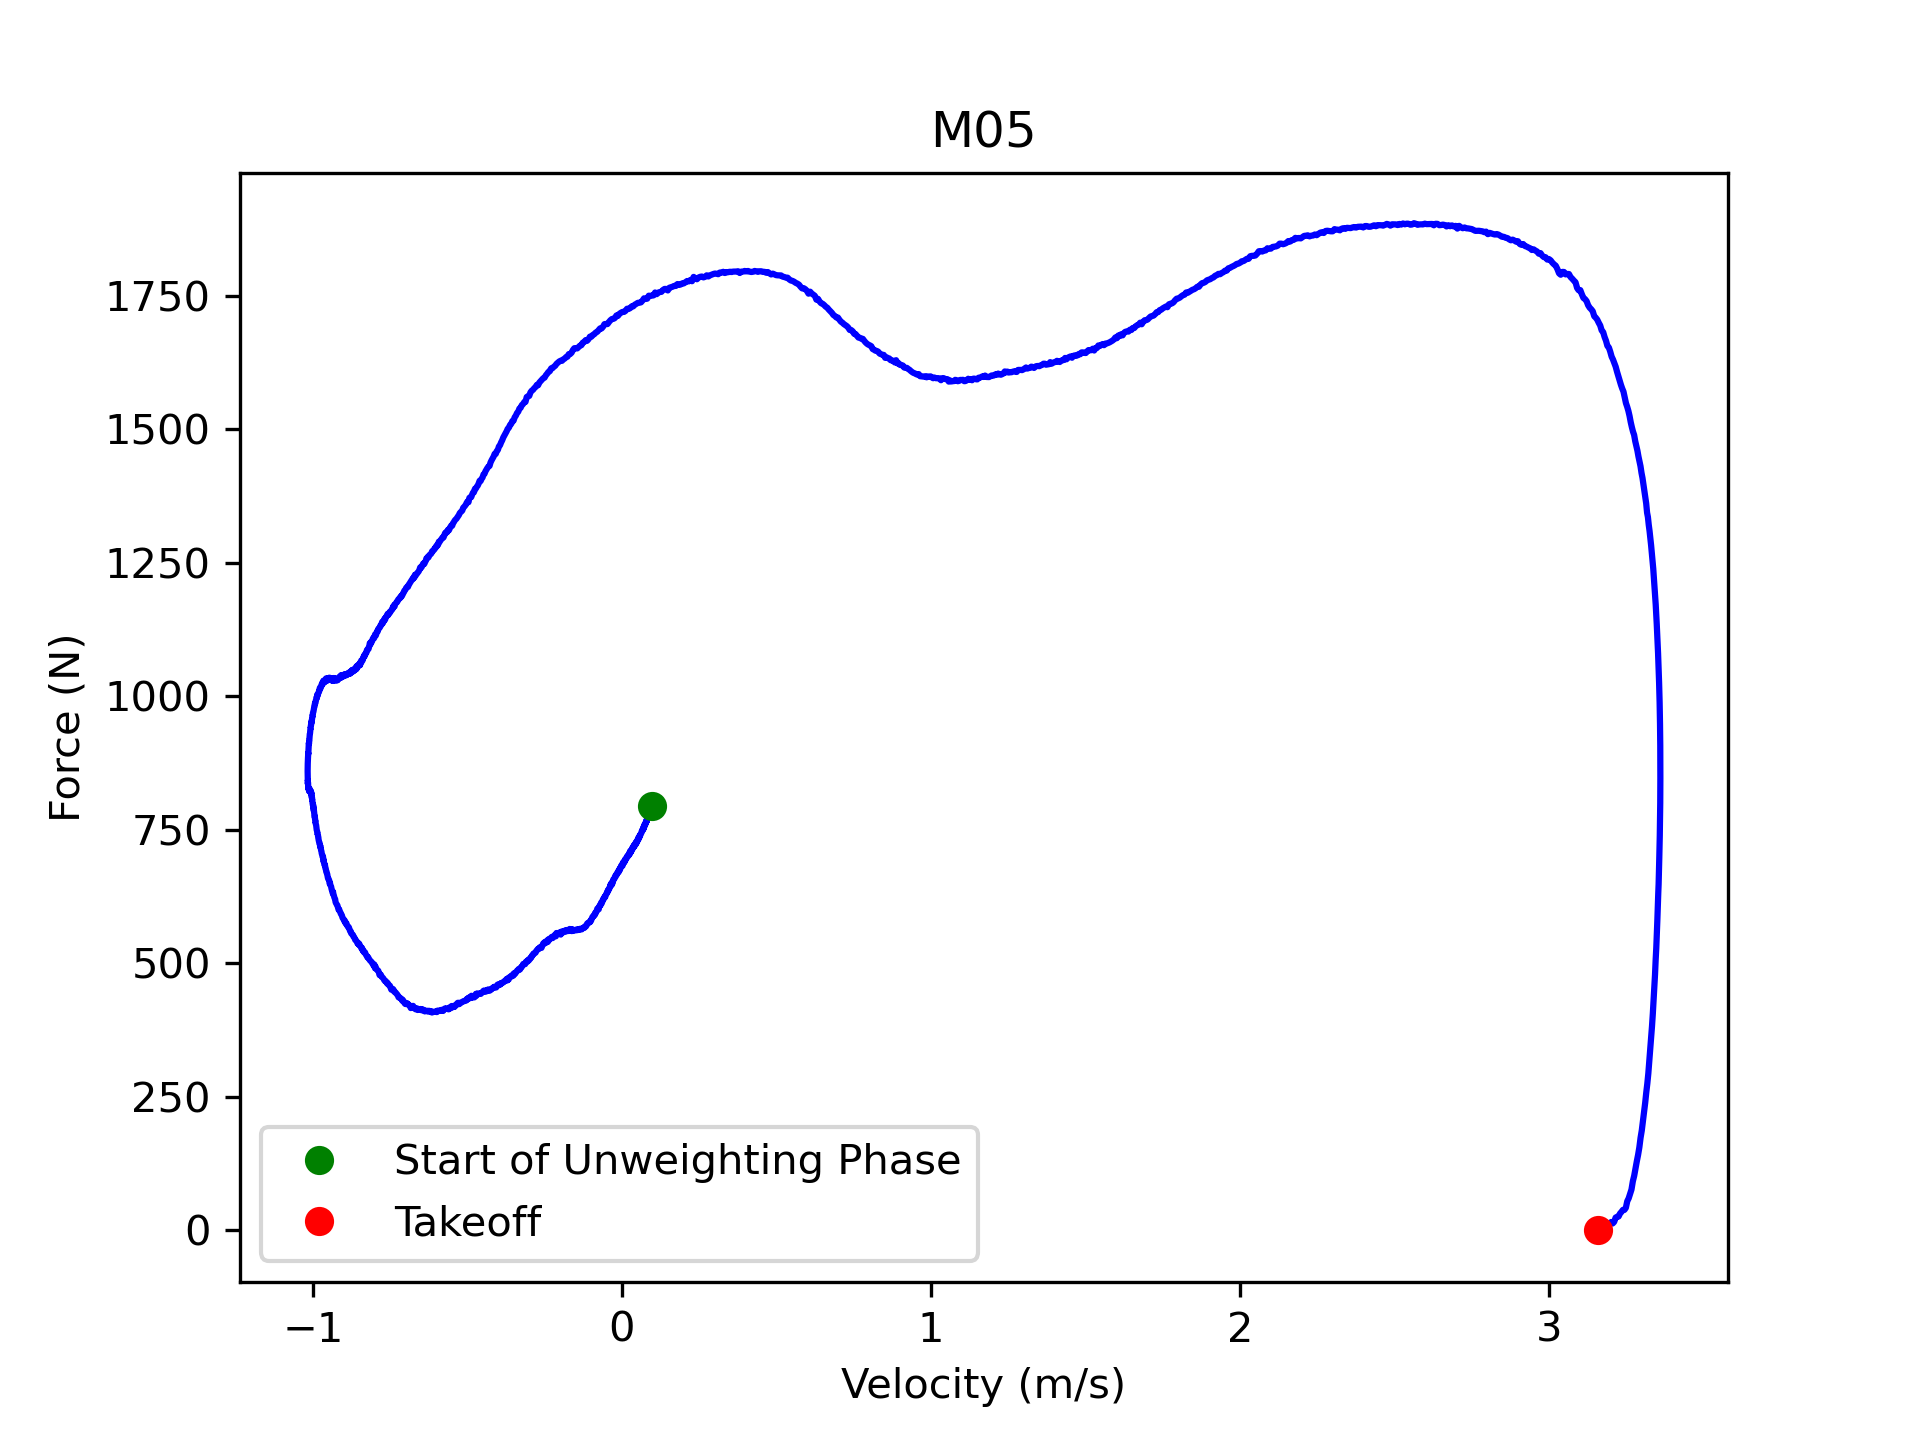 M05
Force (N)
1750
1500
1250
1000
750
500
250
0
Start of Unweighting Phase
Takeoff
−1 0 1 2 3
Velocity (m/s)